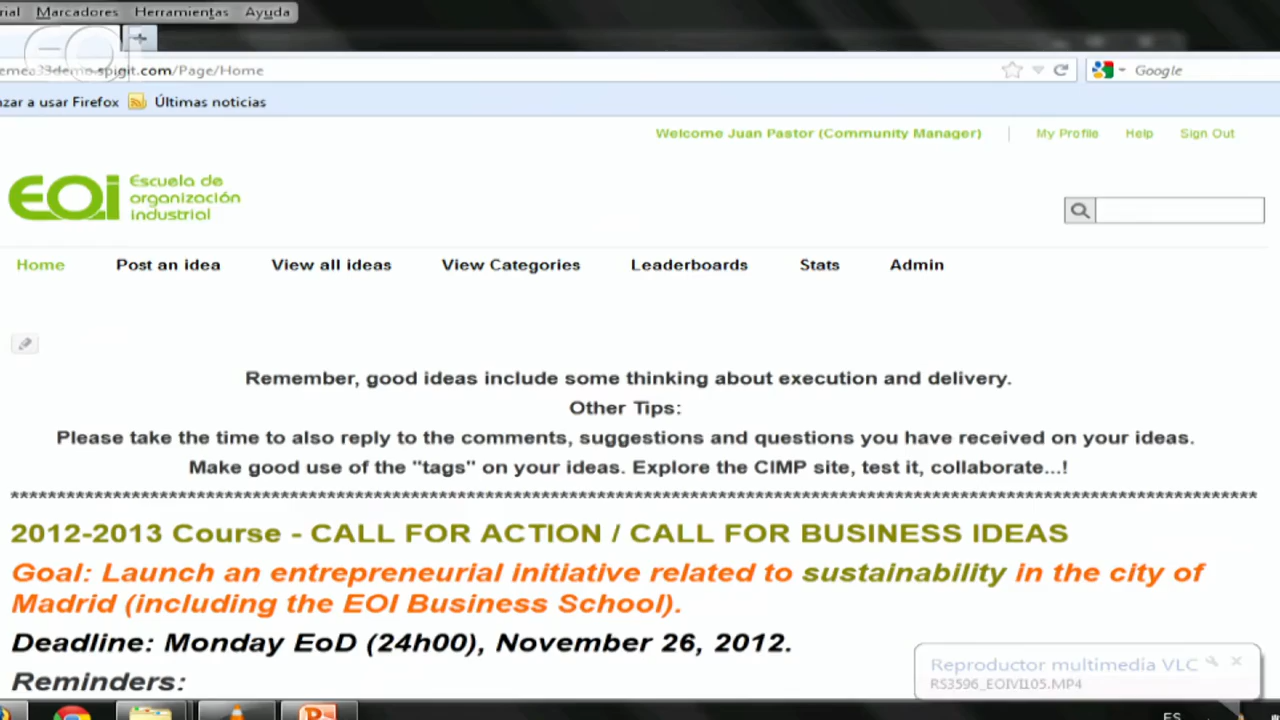 Marcadores Herramientas Ayuda
EOI
spigit.com/Page/Home
Google
a usar Firefox Últimas noticias
Welcome Juan Pastor (Community Manager) My Profile Help Sign Out
EOi Escuela de
organización
industrial
Home Post an idea View all ideas View Categories Leaderboards Stats Admin
Remember, good ideas include some thinking about execution and delivery.
Other Tips:
Please take the time to also reply to the comments, suggestions and questions you have received on your ideas.
Make good use of the "tags" on your ideas. Explore the CIMP site, test it, collaborate...!
2012-2013 Course - CALL FOR ACTION / CALL FOR BUSINESS IDEAS
Goal: Launch an entrepreneurial initiative related to sustainability in the city of
Madrid (including the EOI Business School).
Deadline: Monday EoD (24h00), November 26, 2012.
Reminders:
Reproductor multimedia VLC
RS3596_EOIVI105.MP4
ES